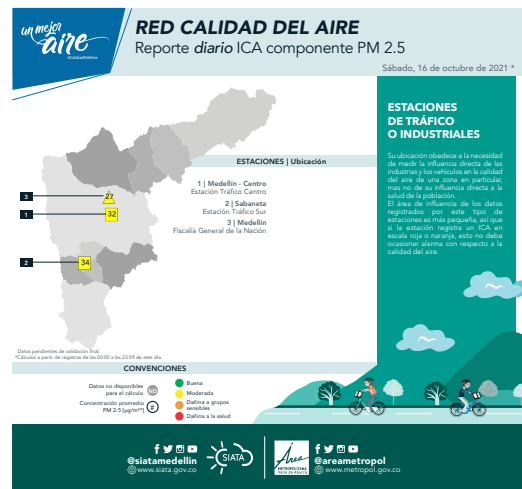 un mejor
aire
#CalidadDelAire
RED CALIDAD DEL AIRE
Reporte diario ICA componente PM 2.5
Sábado, 16 de octubre de 2021 *
ESTACIONES
DE TRÁFICO
O INDUSTRIALES
Su ubicación obedece a la necesidad
de medir la influencia directa de las
industrias y los vehículos en la calidad
del aire de una zona en particular,
mas no de su influencia directa a la
salud de la población.
El área de influencia de los datos
registrados por este tipo de
estaciones es más pequeña, así que
si la estación registra un ICA en
escala roja o naranja, esto no debe
ocasionar alarma con respecto a la
calidad del aire.
ESTACIONES | Ubicación
1 | Medellín - Centro
Estación Tráfico Centro
2 | Sabaneta
Estación Tráfico Sur
3 | Medellín
Fiscalía General de la Nación
3
27
1
32
2
34
Datos pendientes de validación final.
*Cálculos a partir de registros de las 00:00 a las 23:59 de este día.
CONVENCIONES
Datos no disponibles
para el cálculo
ND
Concentración promedio
PM 2.5 [µg/m³*]
#
Buena
Moderada
Dañina a grupos
sensibles
Dañina a la salud
@siatamedellin
www.siata.gov.co
SIATA
Área
METROPOLITANA
Valle de Aburrá
@areametropol
www.metropol.gov.co